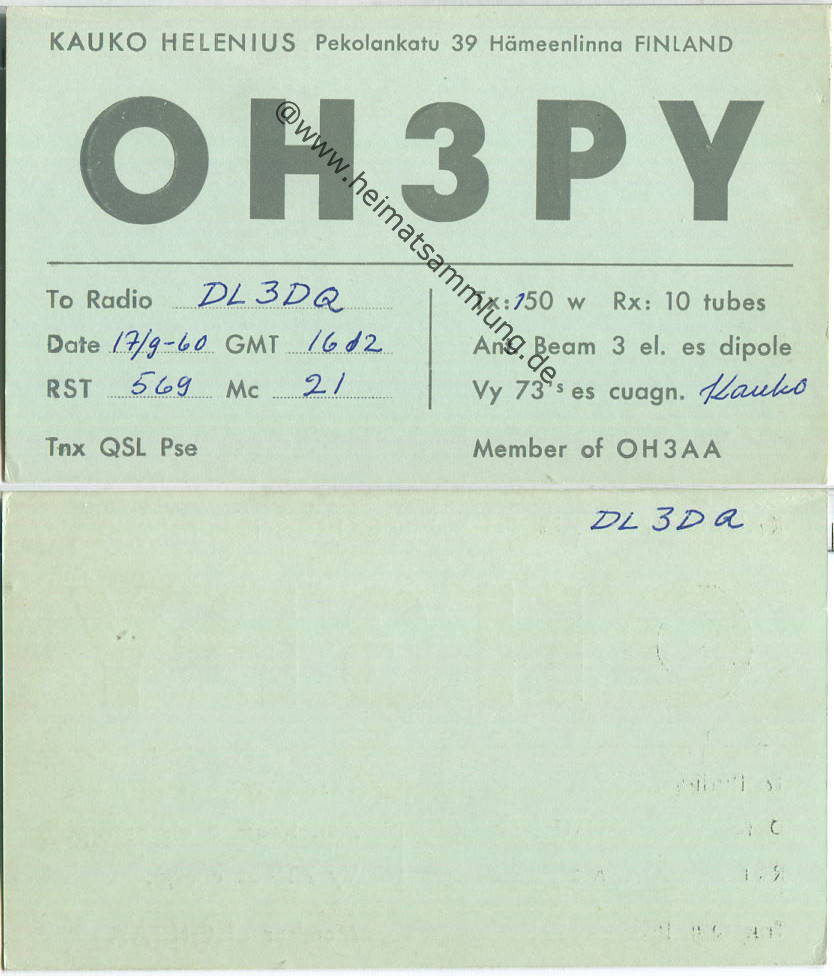 KAUKO HELENIUS Pekolankatu 39 Hämeenlinna FINLAND
OH3PY
@www.heimatsammlung.de
To Radio DL3DQ
Date 17/9-60 GMT 16
RST 569 Mc 21
Tnx QSL Pse
Tx: 150 w Rx: 10 tubes
Ant Beam 3 el. es dipole
Vy 73's es cuagn. Kauko
Member of OH3AA
DL3DQ